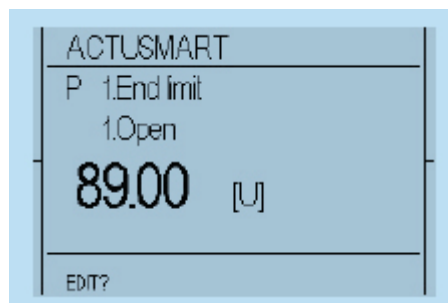 ACTUSMART
P 1.End limit
1.Open
89.00 [U]
EDIT?